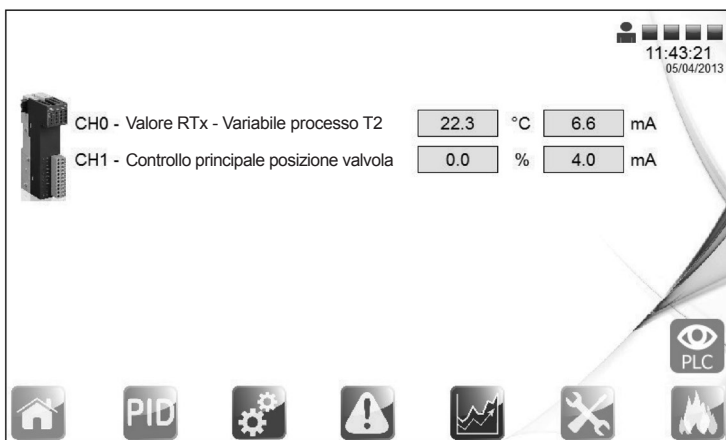 11:43:21
05/04/2013
CH0 - Valore RTx - Variabile processo T2 22.3 °C 6.6 mA
CH1 - Controllo principale posizione valvola 0.0 % 4.0 mA
PLC
PID